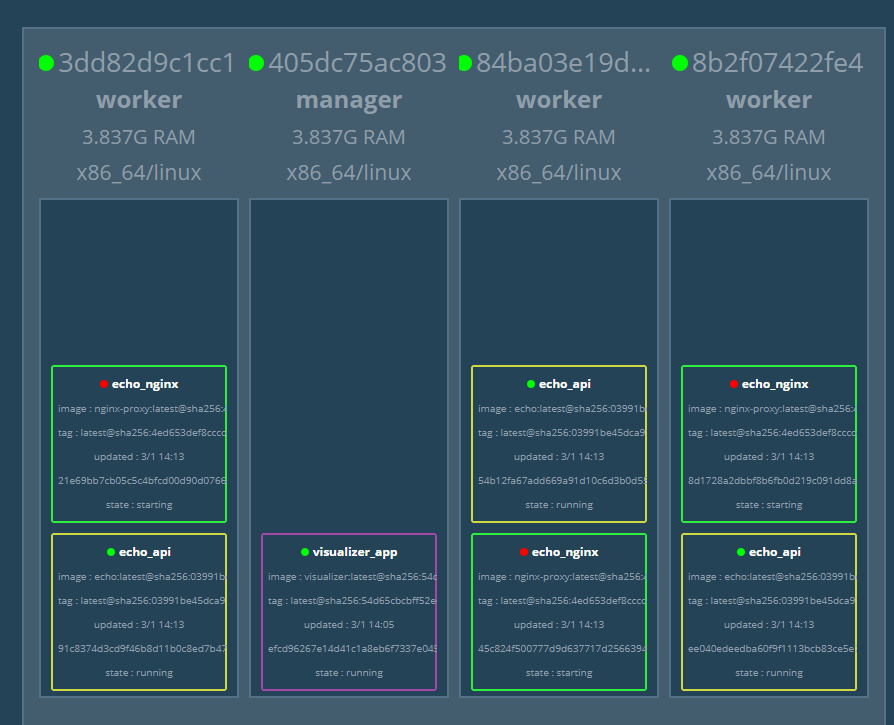 3dd82d9c1cc1
worker
3.837G RAM
x86_64/linux
echo_nginx
image : nginx-proxy:latest@sha256:
tag : latest@sha256:4ed653def8cccc
updated : 3/1 14:13
21e69bb7cb05c5c4bfcd00d90d0766
state : starting
echo_api
image : echo:latest@sha256:03991b
tag : latest@sha256:03991be45dca9
updated : 3/1 14:13
91c8374d3cd9f46b8d11b0c8ed7b47
state : running
405dc75ac803
manager
3.837G RAM
x86_64/linux
visualizer_app
image : visualizer:latest@sha256:54d
tag : latest@sha256:54d65cbcbff52e
updated : 3/1 14:05
efcd96267e14d41c1a8eb6f7337e045
state : running
84ba03e19d...
worker
3.837G RAM
x86_64/linux
echo_api
image : echo:latest@sha256:03991b
tag : latest@sha256:03991be45dca9
updated : 3/1 14:13
54b12fa67add669a91d10c6d3b0d55
state : running
echo_nginx
image : nginx-proxy:latest@sha256:
tag : latest@sha256:4ed653def8cccc
updated : 3/1 14:13
45c824f500777d9d637717d2566394
state : starting
8b2f07422fe4
worker
3.837G RAM
x86_64/linux
echo_nginx
image : nginx-proxy:latest@sha256:
tag : latest@sha256:4ed653def8cccc
updated : 3/1 14:13
8d1728a2dbbf8b6fb0d219c091dd8a
state : starting
echo_api
image : echo:latest@sha256:03991b
tag : latest@sha256:03991be45dca9
updated : 3/1 14:13
ee040edeedba60f9f1113bcb83ce5e
state : running